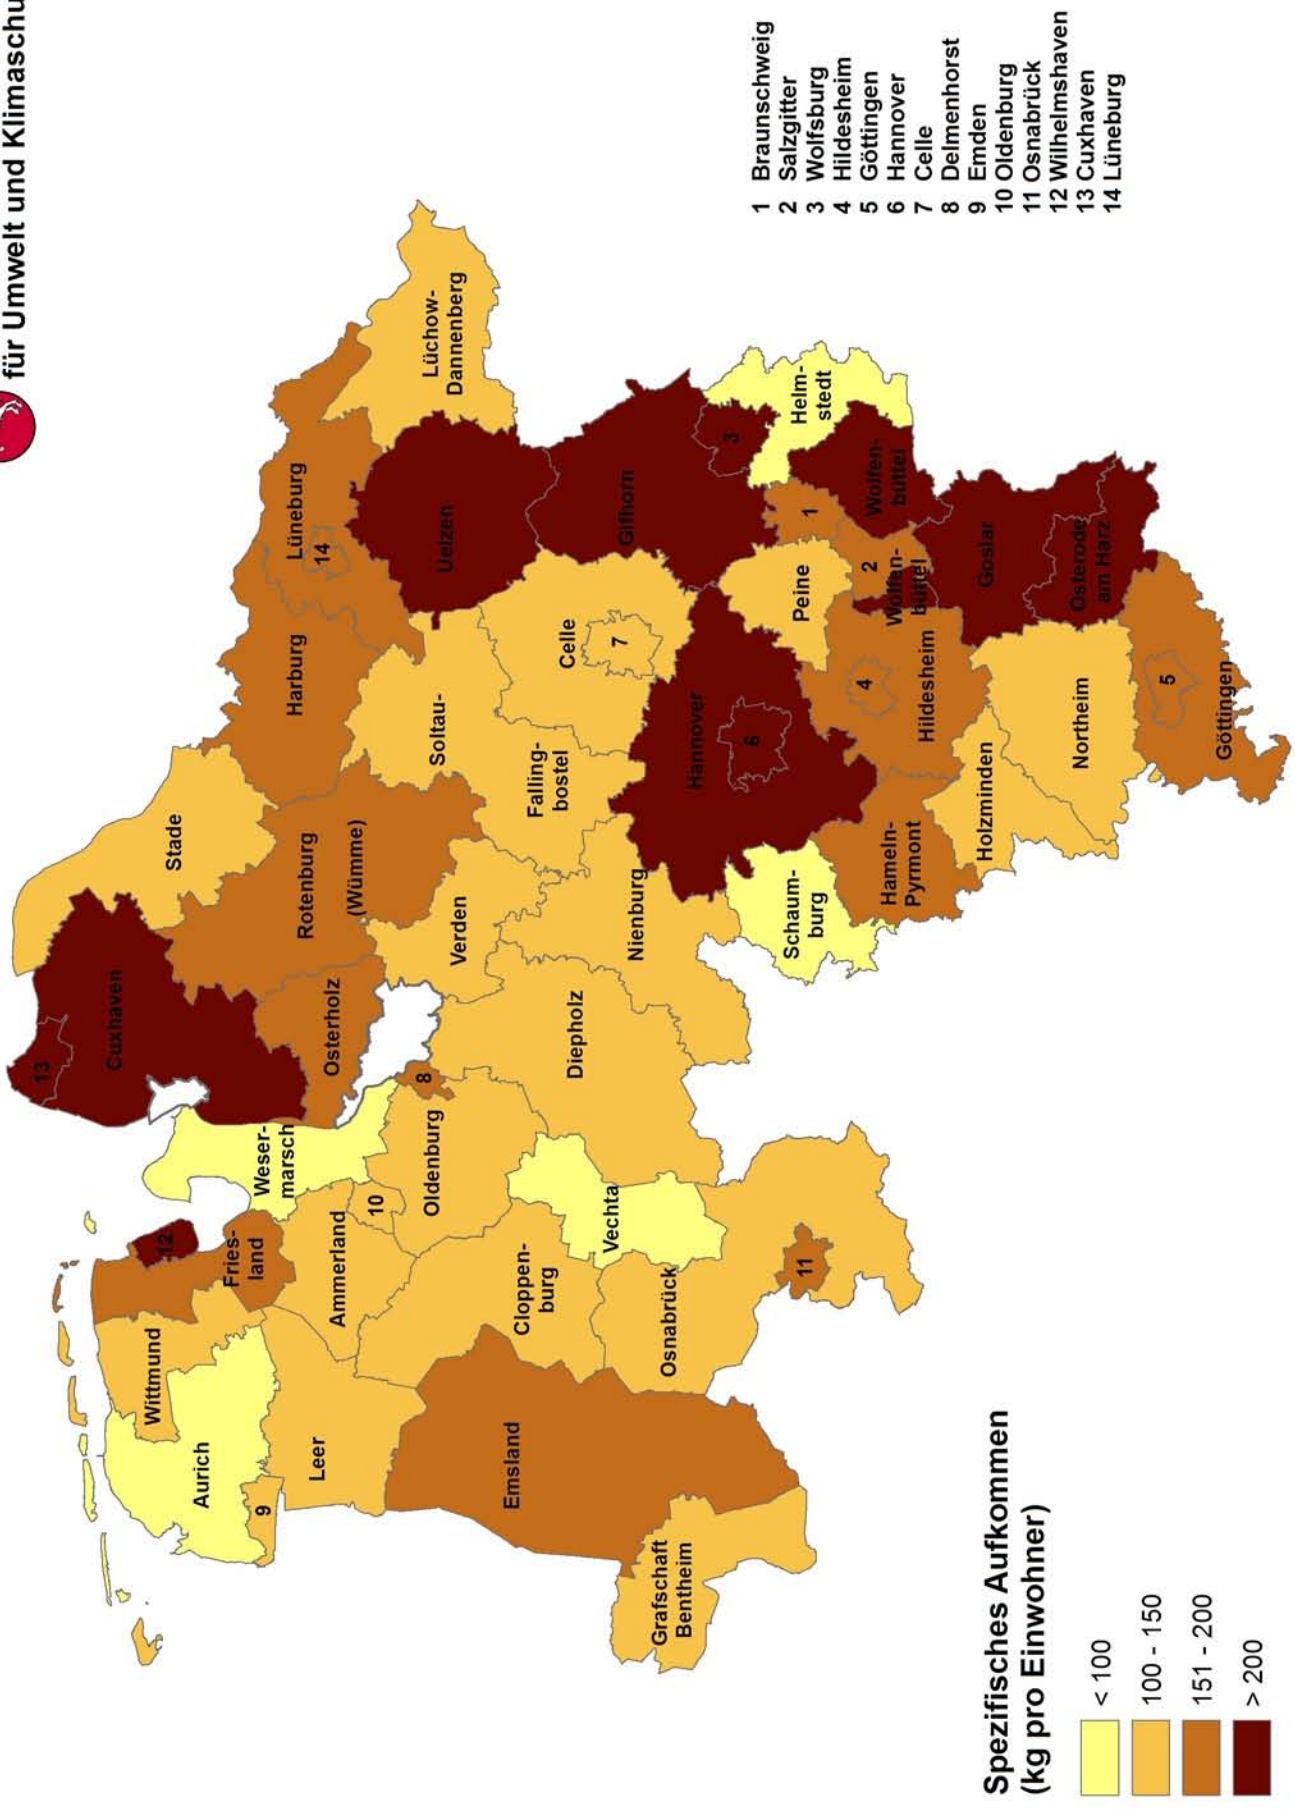 für Umwelt und Klimaschu
Wittmund
Aurich
9
Leer
Emsland
Grafschaft
Bentheim
12
Fries-
land
Ammerland
10
Cloppen-
burg
Osnabrück
11
Weser-
marsch
Oldenburg
8
Vechta
13
Cuxhaven
Osterholz
Diepholz
Stade
Rotenburg
(Wümme)
Verden
Nienburg
Schaum-
burg
Harburg
Soltau-
Falling-
bostel
Hannover
6
Hameln-
Pyrmont
Holzminden
Lüneburg
14
Uelzen
Celle
7
Gifhorn
Peine
Hildesheim
4
Northeim
Göttingen
5
Lüchow-
Dannenberg
3
Helm-
stedt
1
2
Wolfen-
büttel
Wolfen-
büttel
Goslar
Osterode
am Harz
1 Braunschweig
2 Salzgitter
3 Wolfsburg
4 Hildesheim
5 Göttingen
6 Hannover
7 Celle
8 Delmenhorst
9 Emden
10 Oldenburg
11 Osnabrück
12 Wilhelmshaven
13 Cuxhaven
14 Lüneburg
Spezifisches Aufkommen
(kg pro Einwohner)
< 100
100 - 150
151 - 200
> 200